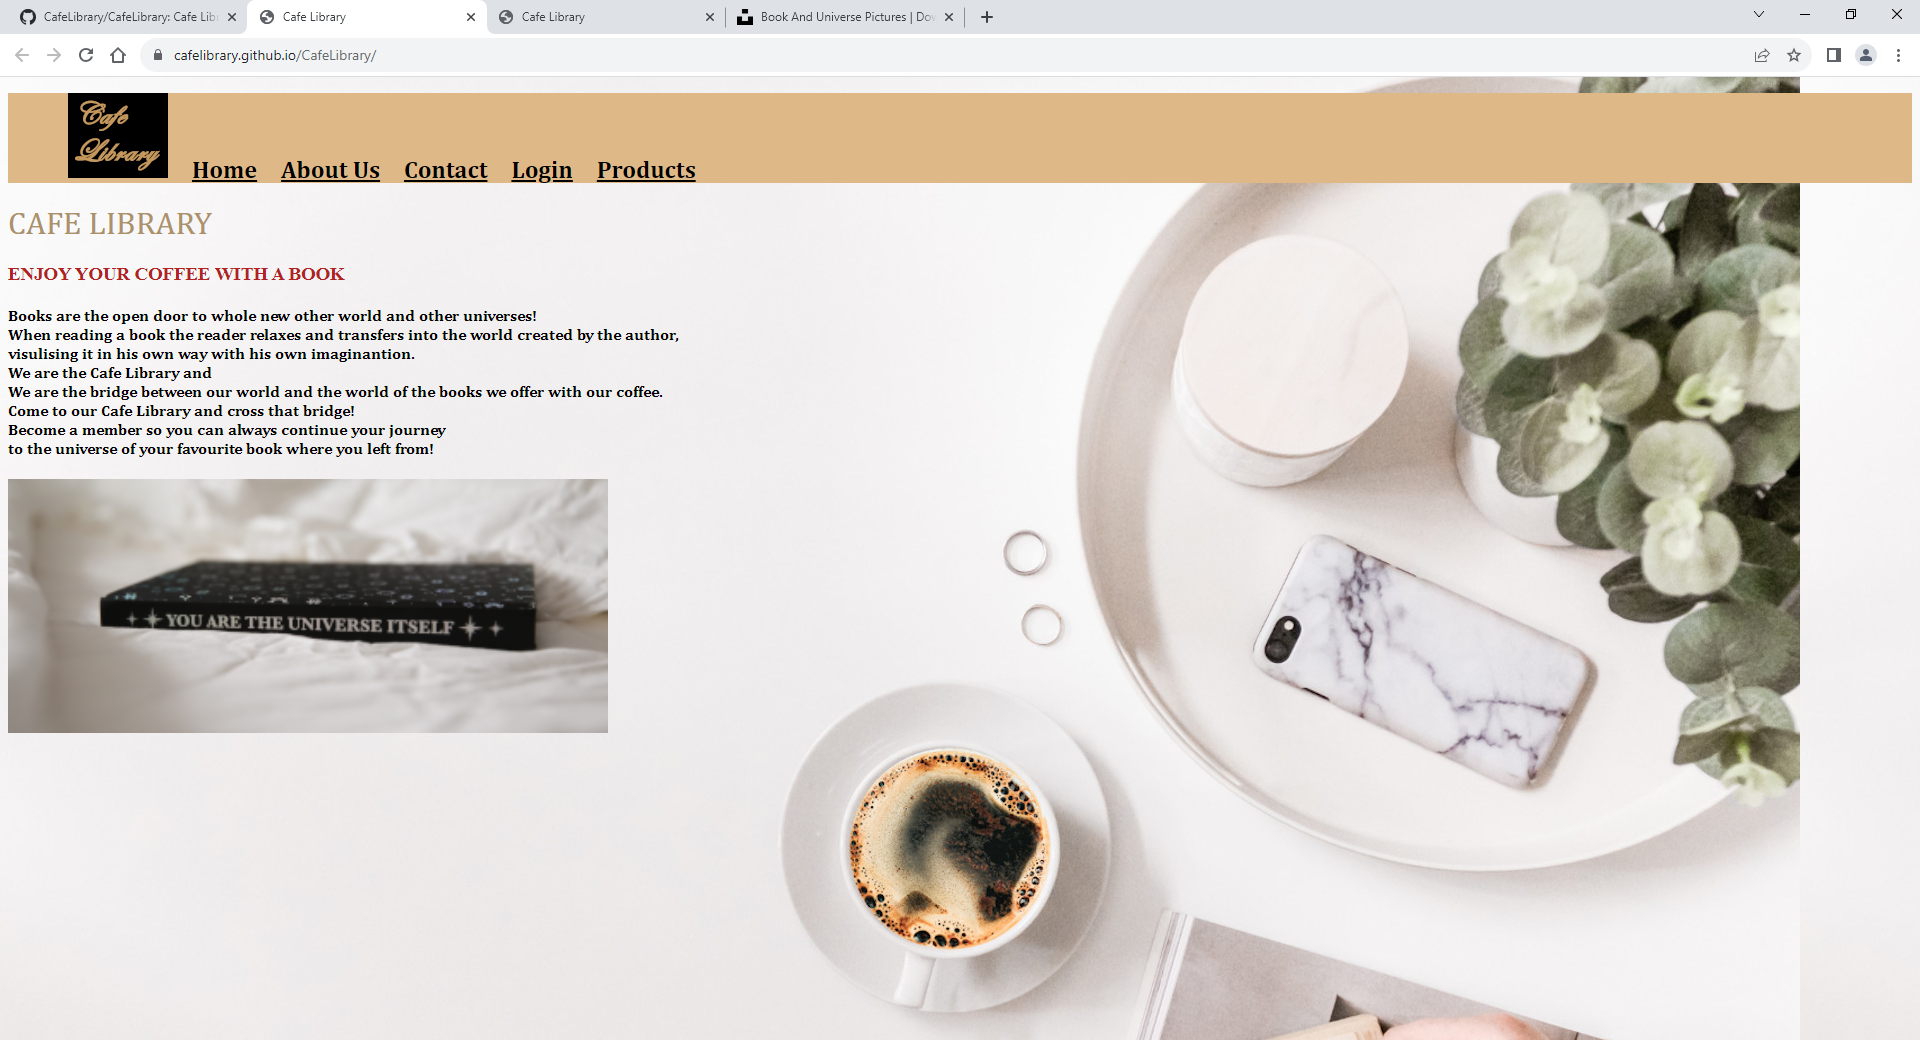 CafeLibrary/CafeLibrary: Cafe Lib
Cafe Library
Cafe Library
Book And Universe Pictures | Do
cafelibrary.github.io/CafeLibrary/
Cafe
Library
Home About Us Contact Login Products
CAFE LIBRARY
ENJOY YOUR COFFEE WITH A BOOK
Books are the open door to whole new other world and other universes!
When reading a book the reader relaxes and transfers into the world created by the author,
visulising it in his own way with his own imaginantion.
We are the Cafe Library and
We are the bridge between our world and the world of the books we offer with our coffee.
Come to our Cafe Library and cross that bridge!
Become a member so you can always continue your journey
to the universe of your favourite book where you left from!
YOU ARE THE UNIVERSE ITSELF